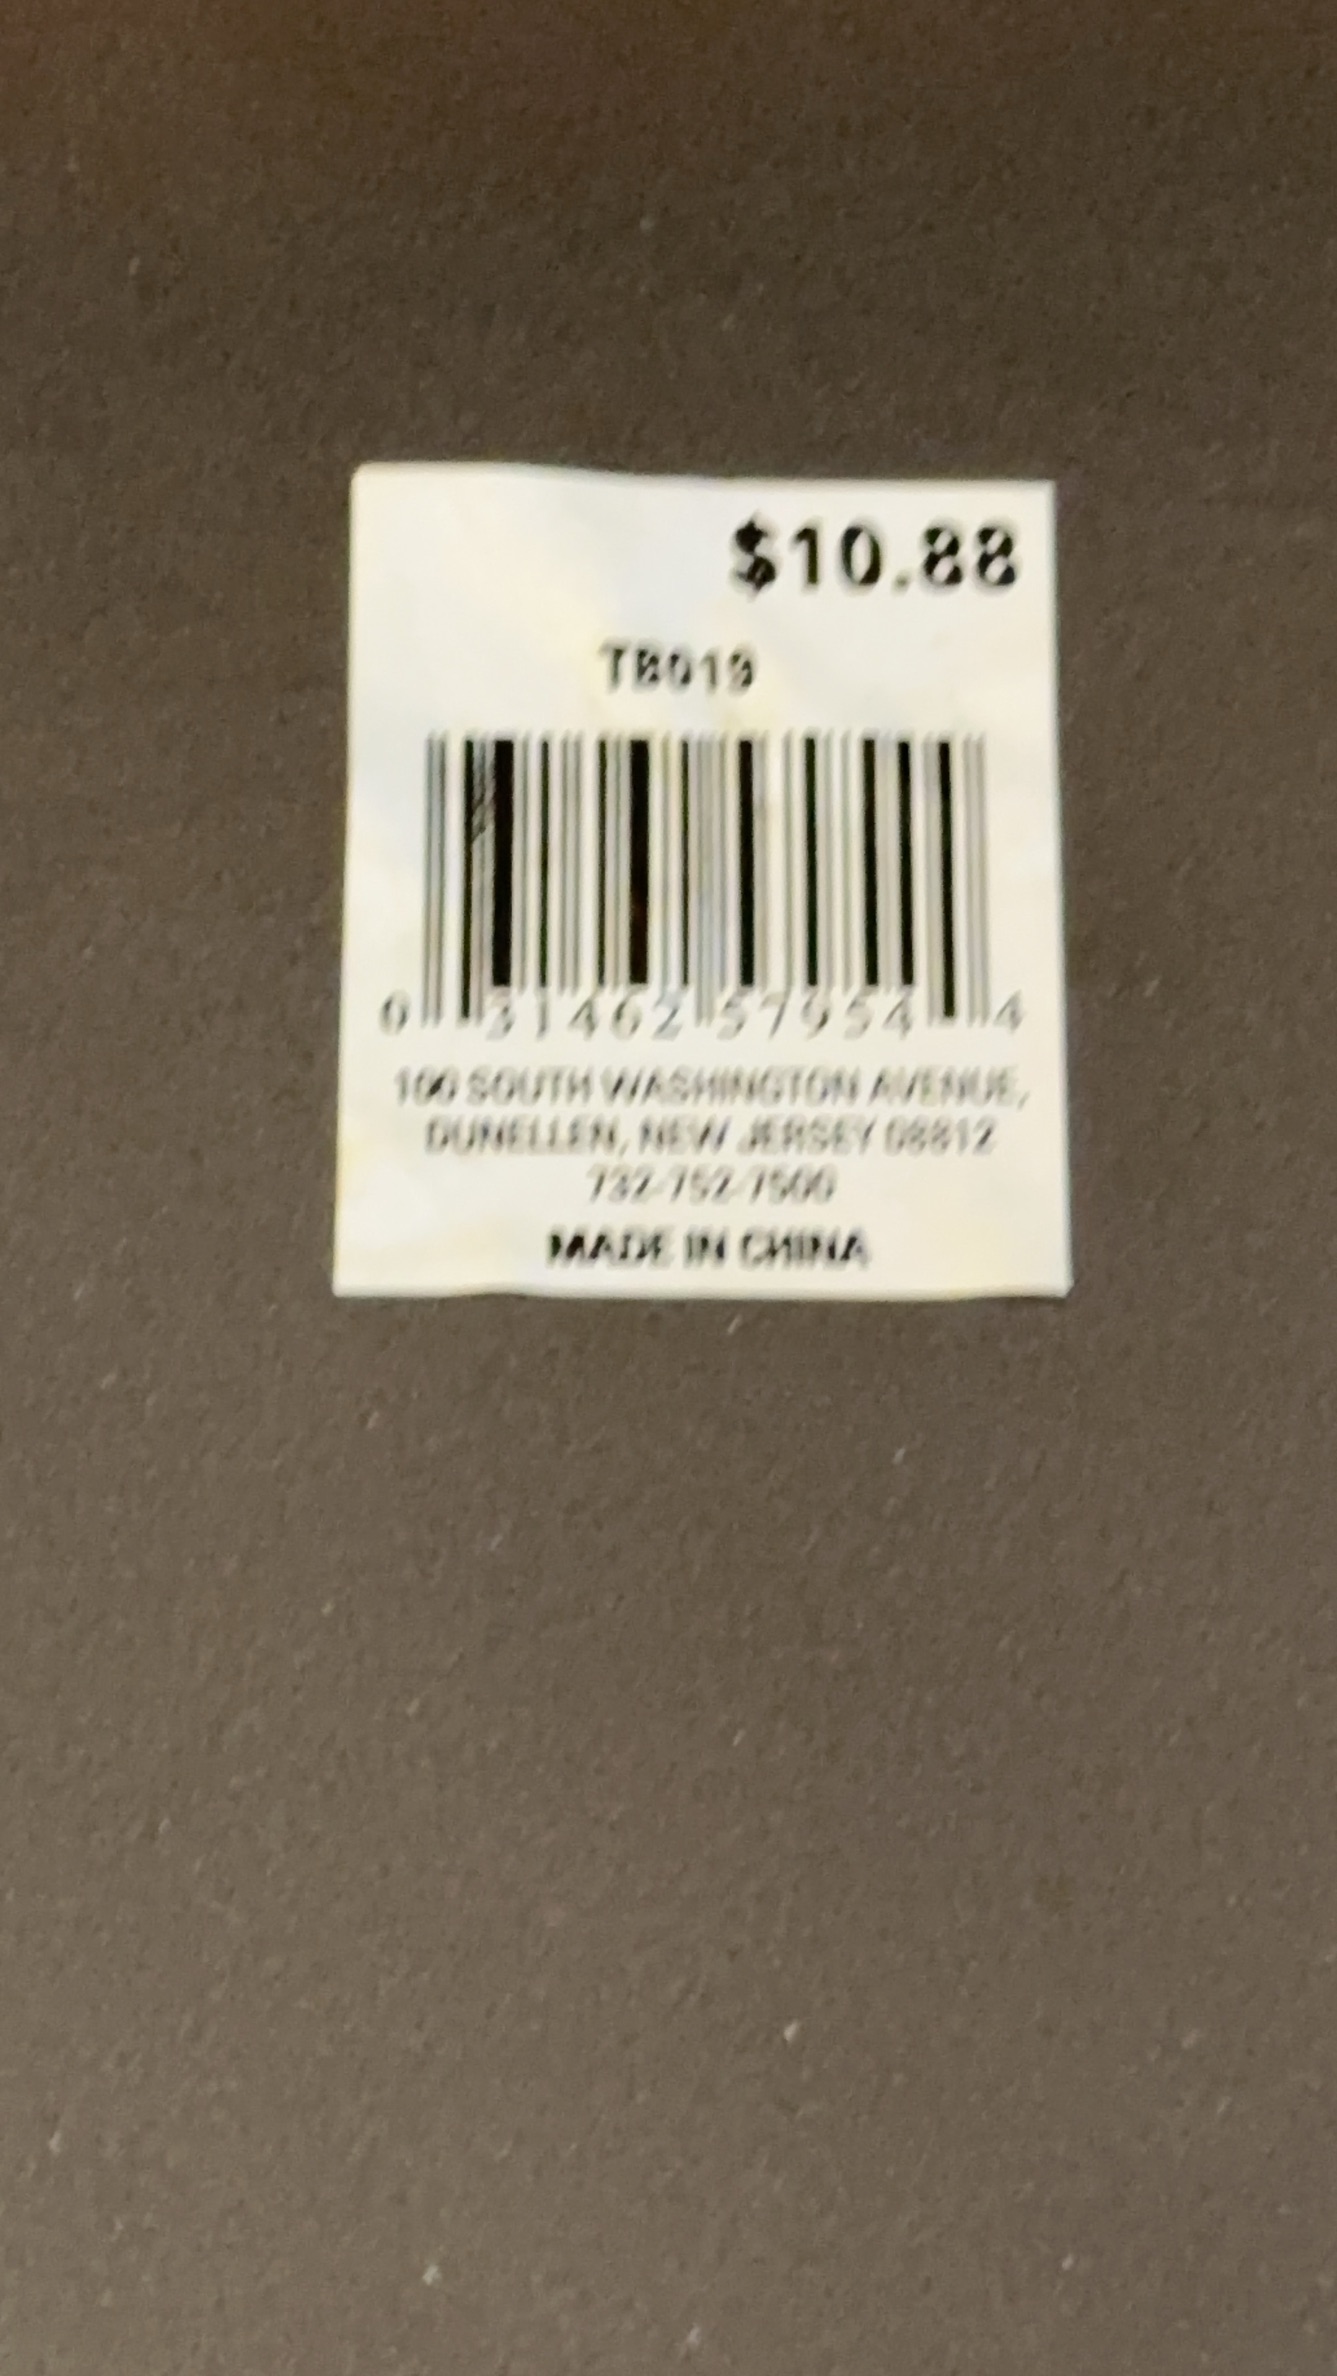 $10.88
TB019
0 31462 57954 4
100 SOUTH WASHINGTON AVENUE,
DUNELLEN, NEW JERSEY 08812
732-752-7500
MADE IN CHINA